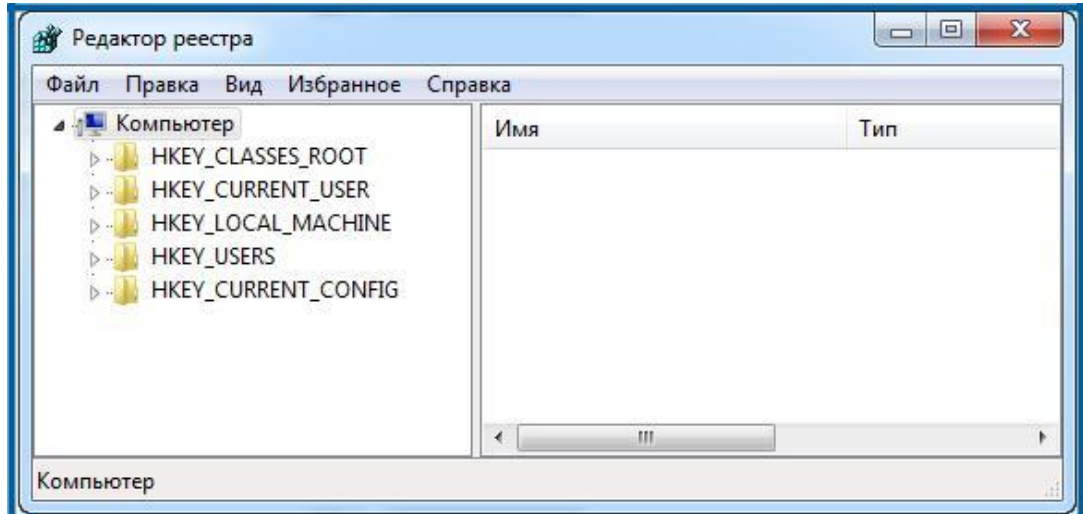 Редактор реестра
Файл Правка Вид Избранное Справка
Компьютер
HKEY_CLASSES_ROOT
HKEY_CURRENT_USER
HKEY_LOCAL_MACHINE
HKEY_USERS
HKEY_CURRENT_CONFIG
Имя Тип
Компьютер